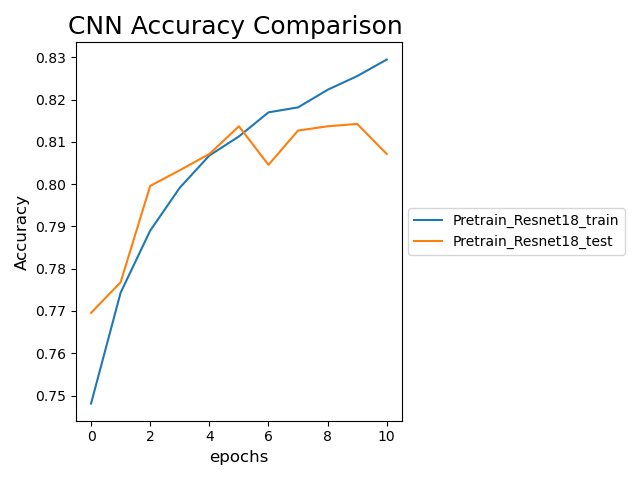 CNN Accuracy Comparison
0.83
0.82
0.81
0.80
0.79
0.78
0.77
0.76
0.75
Accuracy
0 2 4 6 8 10
epochs
Pretrain_Resnet18_train
Pretrain_Resnet18_test